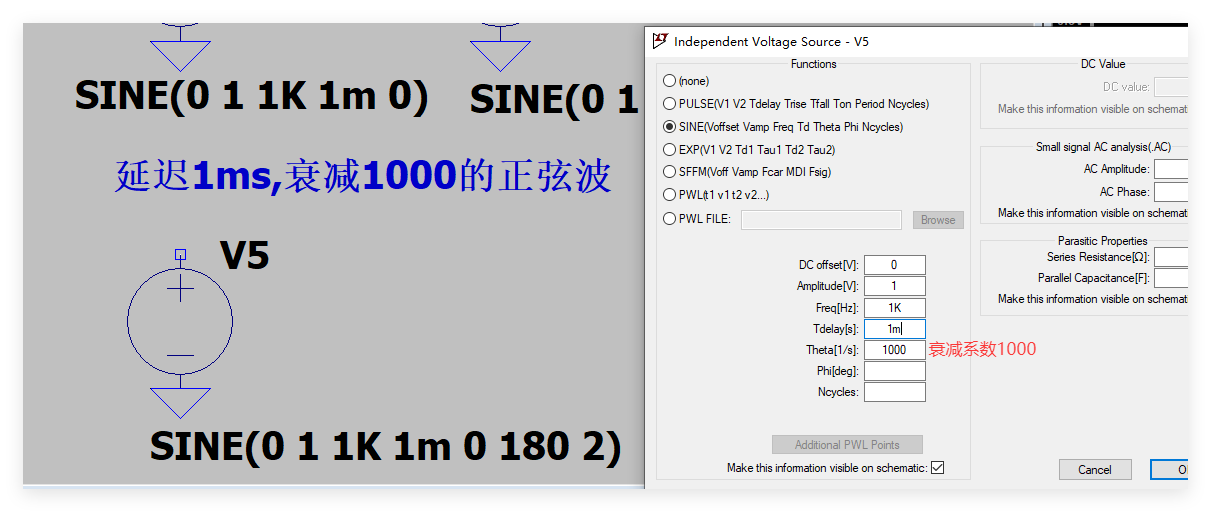 SINE(0 1 1K 1m 0)
SINE(0 1
延迟1ms,衰减1000的正弦波
V5
SINE(0 1 1K 1m 0 180 2)
Independent Voltage Source - V5
Functions
(none)
PULSE(V1 V2 Tdelay Trise Tfall Ton Period Ncycles)
SINE(Voffset Vamp Freq Td Theta Phi Ncycles)
EXP(V1 V2 Td1 Tau1 Td2 Tau2)
SFFM(Voff Vamp Fcar MDI Fsig)
PWL(t1 v1 t2 v2...)
PWL FILE:
Browse
DC offset[V]: 0
Amplitude[V]: 1
Freq[Hz]: 1K
Tdelay[s]: 1m
Theta[1/s]: 1000 衰减系数1000
Phi[deg]:
Ncycles:
Additional PWL Points
Make this information visible on schematic:
DC Value
DC value:
Make this information visible on schemati
Small signal AC analysis(.AC)
AC Amplitude:
AC Phase:
Make this information visible on schemat
Parasitic Properties
Series Resistance[Ω]:
Parallel Capacitance[F]:
Make this information visible on schemat
Cancel